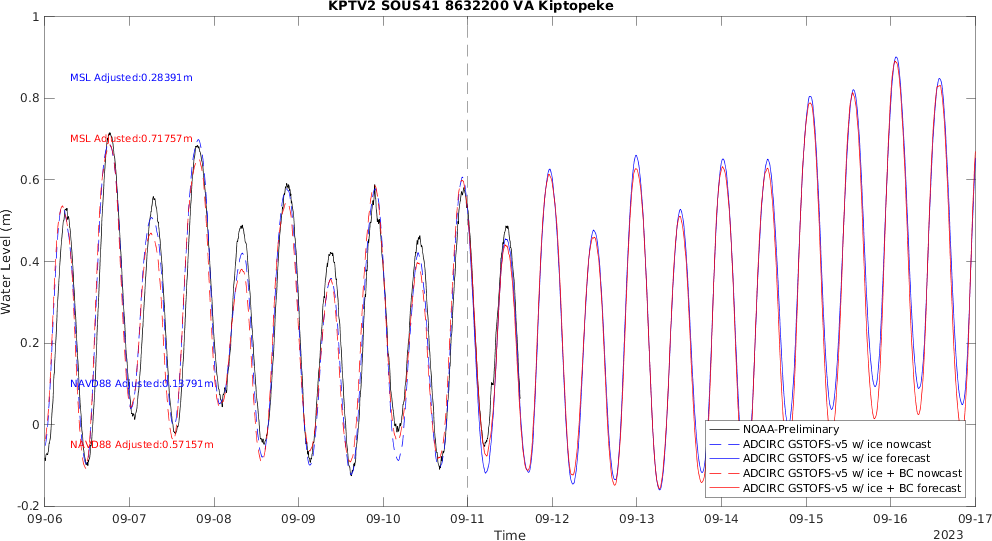 KPTV2 SOUS41 8632200 VA Kiptopeke
1
0.8
0.6
0.4
0.2
0
-0.2
Water Level (m)
MSL Adjusted:0.28391m
MSL Adjusted:0.71757m
NAVD88 Adjusted:0.13791m
NAVD88 Adjusted:0.57157m
NOAA-Preliminary
ADCIRC GSTOFS-v5 w/ ice nowcast
ADCIRC GSTOFS-v5 w/ ice forecast
ADCIRC GSTOFS-v5 w/ ice + BC nowcast
ADCIRC GSTOFS-v5 w/ ice + BC forecast
09-06 09-07 09-08 09-09 09-10 09-11 09-12 09-13 09-14 09-15 09-16 09-17
Time
2023